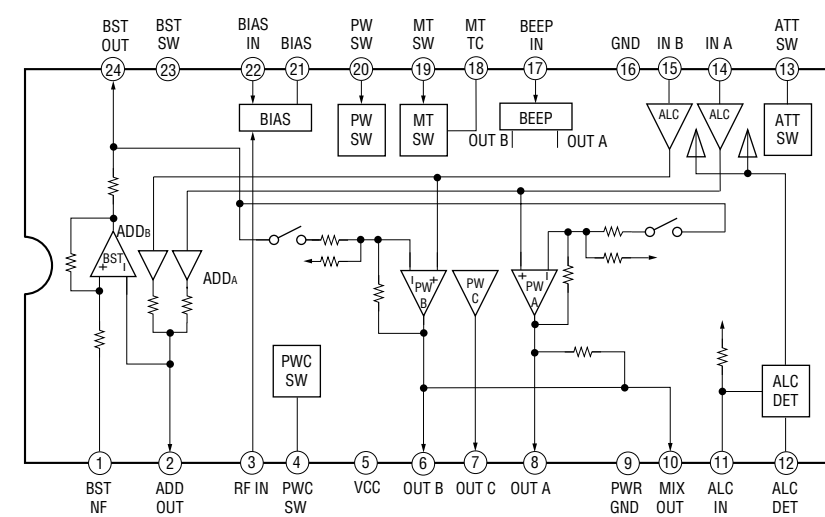 BST OUT
BST SW
BIAS IN
BIAS
PW SW
MT SW
MT TC
BEEP IN
GND
IN B
IN A
ATT SW
24
23
22
21
20
19
18
17
16
15
14
13
BIAS
PW SW
MT SW
BEEP
OUT B
OUT A
ALC
ALC
ATT SW
ADDB
BST
+
−
ADDA
−
+
PW B
PW C
+
−
PW A
PWC SW
ALC DET
1
2
3
4
5
6
7
8
9
10
11
12
BST NF
ADD OUT
RF IN
PWC SW
VCC
OUT B
OUT C
OUT A
PWR GND
MIX OUT
ALC IN
ALC DET